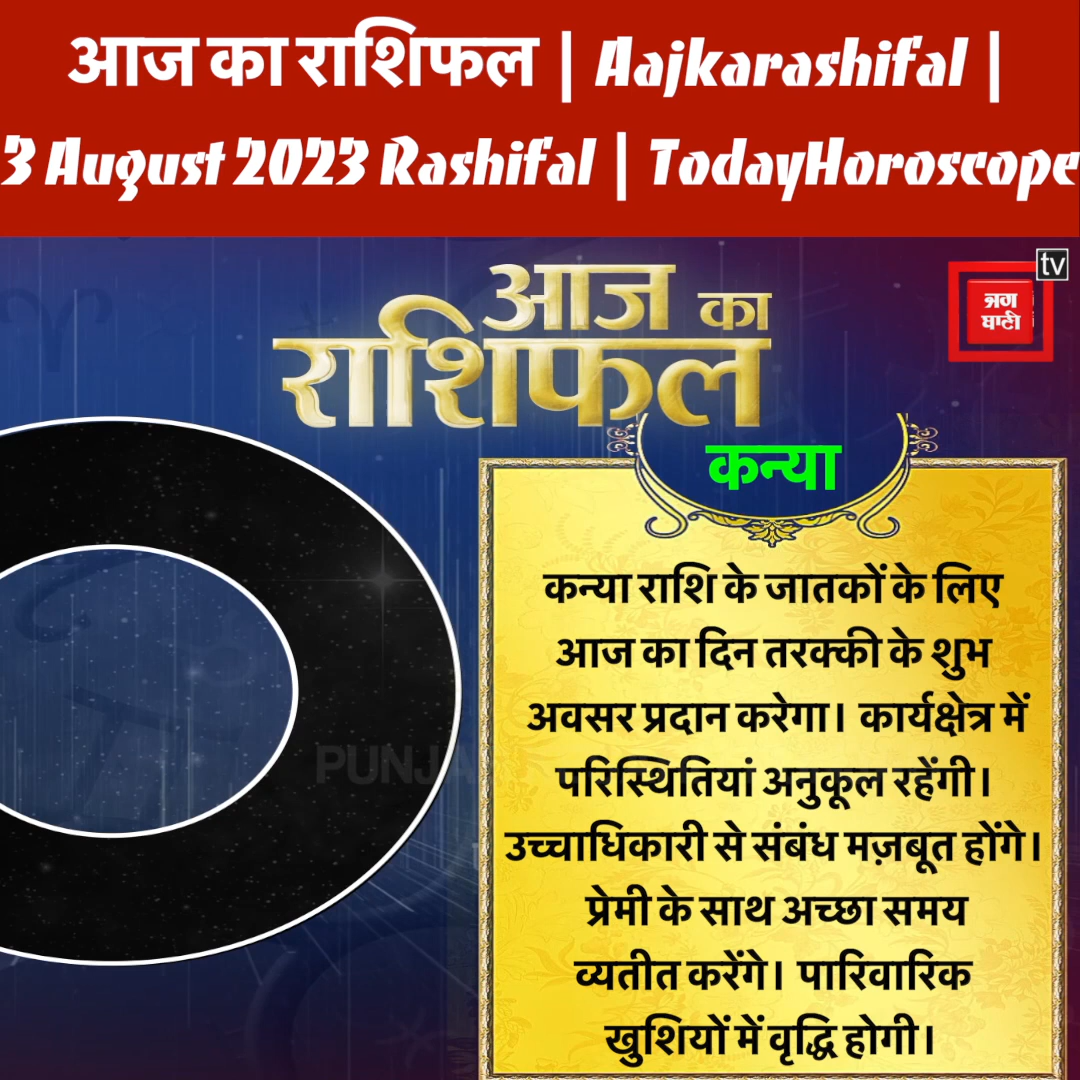 आज का राशिफल | Aajkarashifal |
3 August 2023 Rashifal | TodayHoroscope
tv
आज का
राशिफल
कन्या
कन्या राशि के जातकों के लिए
आज का दिन तरक्की के शुभ
अवसर प्रदान करेगा। कार्यक्षेत्र में
परिस्थितियां अनुकूल रहेंगी।
उच्चाधिकारी से संबंध मज़बूत होंगे।
प्रेमी के साथ अच्छा समय
व्यतीत करेंगे। पारिवारिक
खुशियों में वृद्धि होगी।